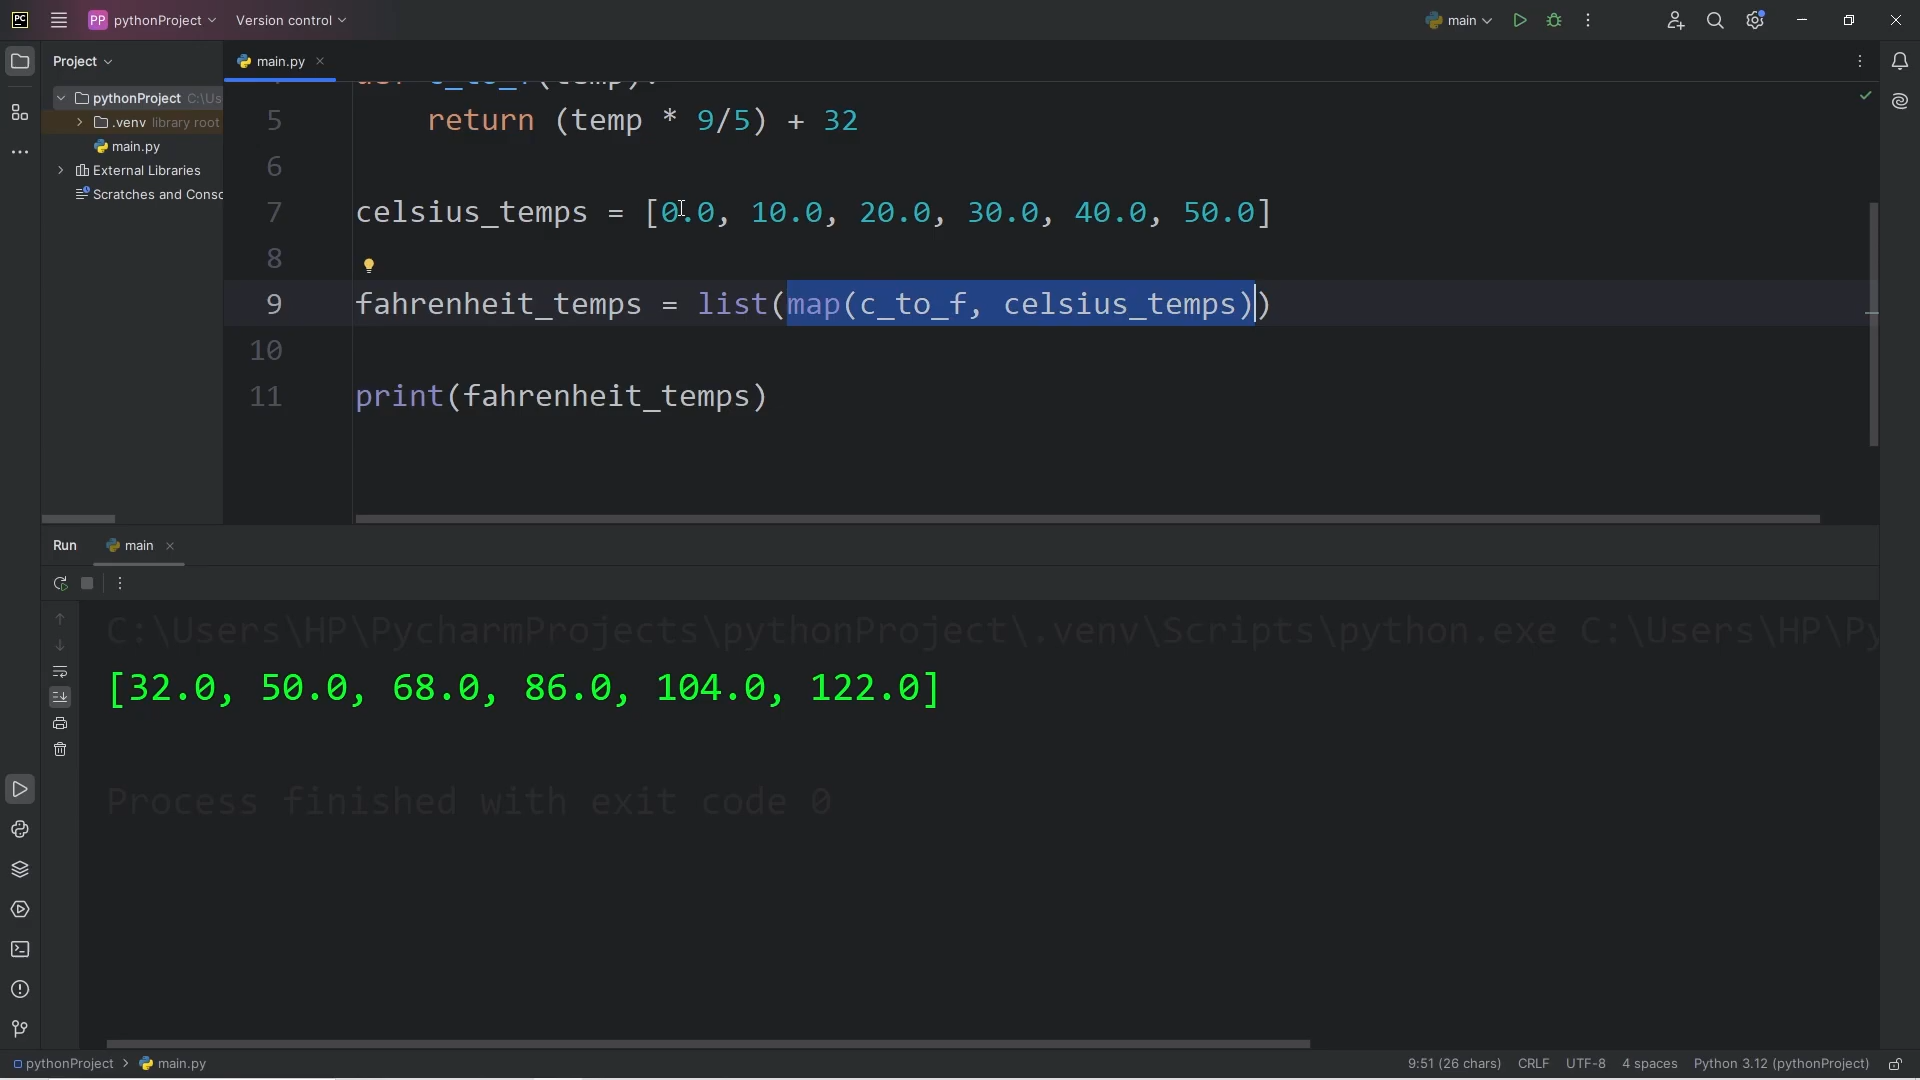 PC PP pythonProject Version control main
Project main.py
pythonProject C:\Us
.venv library root
main.py
External Libraries
Scratches and Consc
5 return (temp * 9/5) + 32
6
7 celsius_temps = [0.0, 10.0, 20.0, 30.0, 40.0, 50.0]
8
9 fahrenheit_temps = list(map(c_to_f, celsius_temps))
10
11 print(fahrenheit_temps)
Run main
C:\Users\HP\PycharmProjects\pythonProject\.venv\Scripts\python.exe C:\Users\HP\Py
[32.0, 50.0, 68.0, 86.0, 104.0, 122.0]
Process finished with exit code 0
pythonProject > main.py 9:51 (26 chars) CRLF UTF-8 4 spaces Python 3.12 (pythonProject)